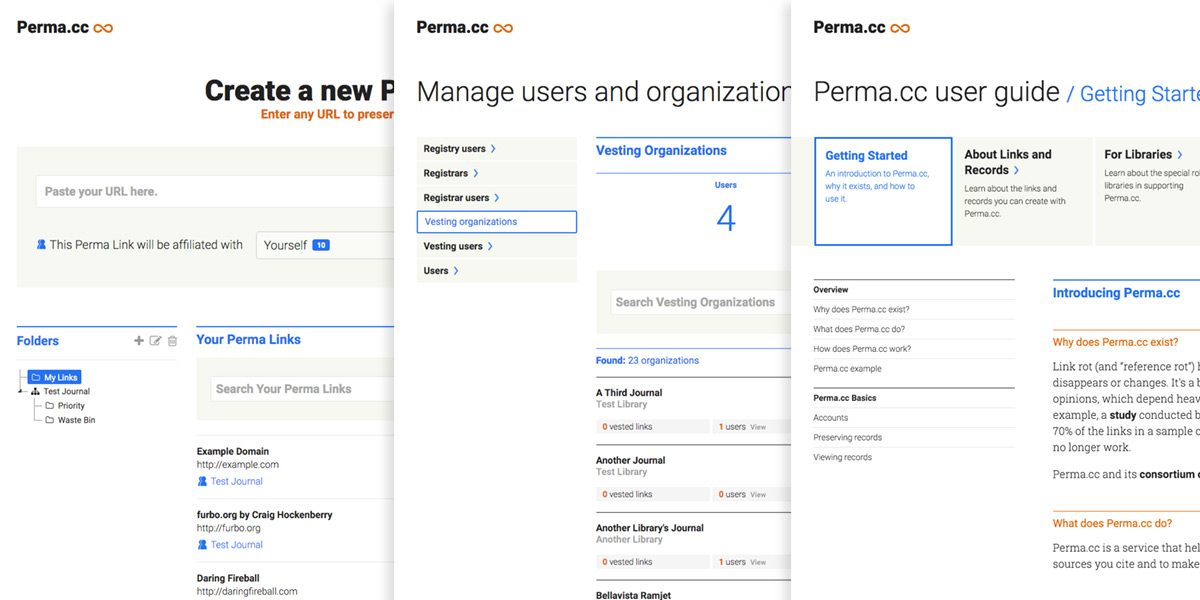 Perma.cc
Create a new P
Enter any URL to preser
Paste your URL here.
This Perma Link will be affiliated with
Yourself 10
Folders
My Links
Test Journal
Priority
Waste Bin
Your Perma Links
Search Your Perma Links
Example Domain
http://example.com
Test Journal
furbo.org by Craig Hockenberry
http://furbo.org
Test Journal
Daring Fireball
http://daringfireball.com
Perma.cc
Manage users and organization
Registry users
Registrars
Registrar users
Vesting organizations
Vesting users
Users
Vesting Organizations
Users
4
Search Vesting Organizations
Found: 23 organizations
A Third Journal
Test Library
0 vested links 1 users View
Another Journal
Test Library
0 vested links 0 users View
Another Library's Journal
Another Library
0 vested links 1 users View
Bellavista Ramjet
Perma.cc
Perma.cc user guide / Getting Starte
Getting Started
An introduction to Perma.cc,
why it exists, and how to
use it.
About Links and
Records
Learn about the links and
records you can create with
Perma.cc.
For Libraries
Learn about the special ro
libraries in supporting
Perma.cc.
Overview
Why does Perma.cc exist?
What does Perma.cc do?
How does Perma.cc work?
Perma.cc example
Perma.cc Basics
Accounts
Preserving records
Viewing records
Introducing Perma.cc
Why does Perma.cc exist?
Link rot (and “reference rot”) h
disappears or changes. It's a b
opinions, which depend heav
example, a study conducted b
70% of the links in a sample o
no longer work.
Perma.cc and its consortium o
What does Perma.cc do?
Perma.cc is a service that hel
sources you cite and to make